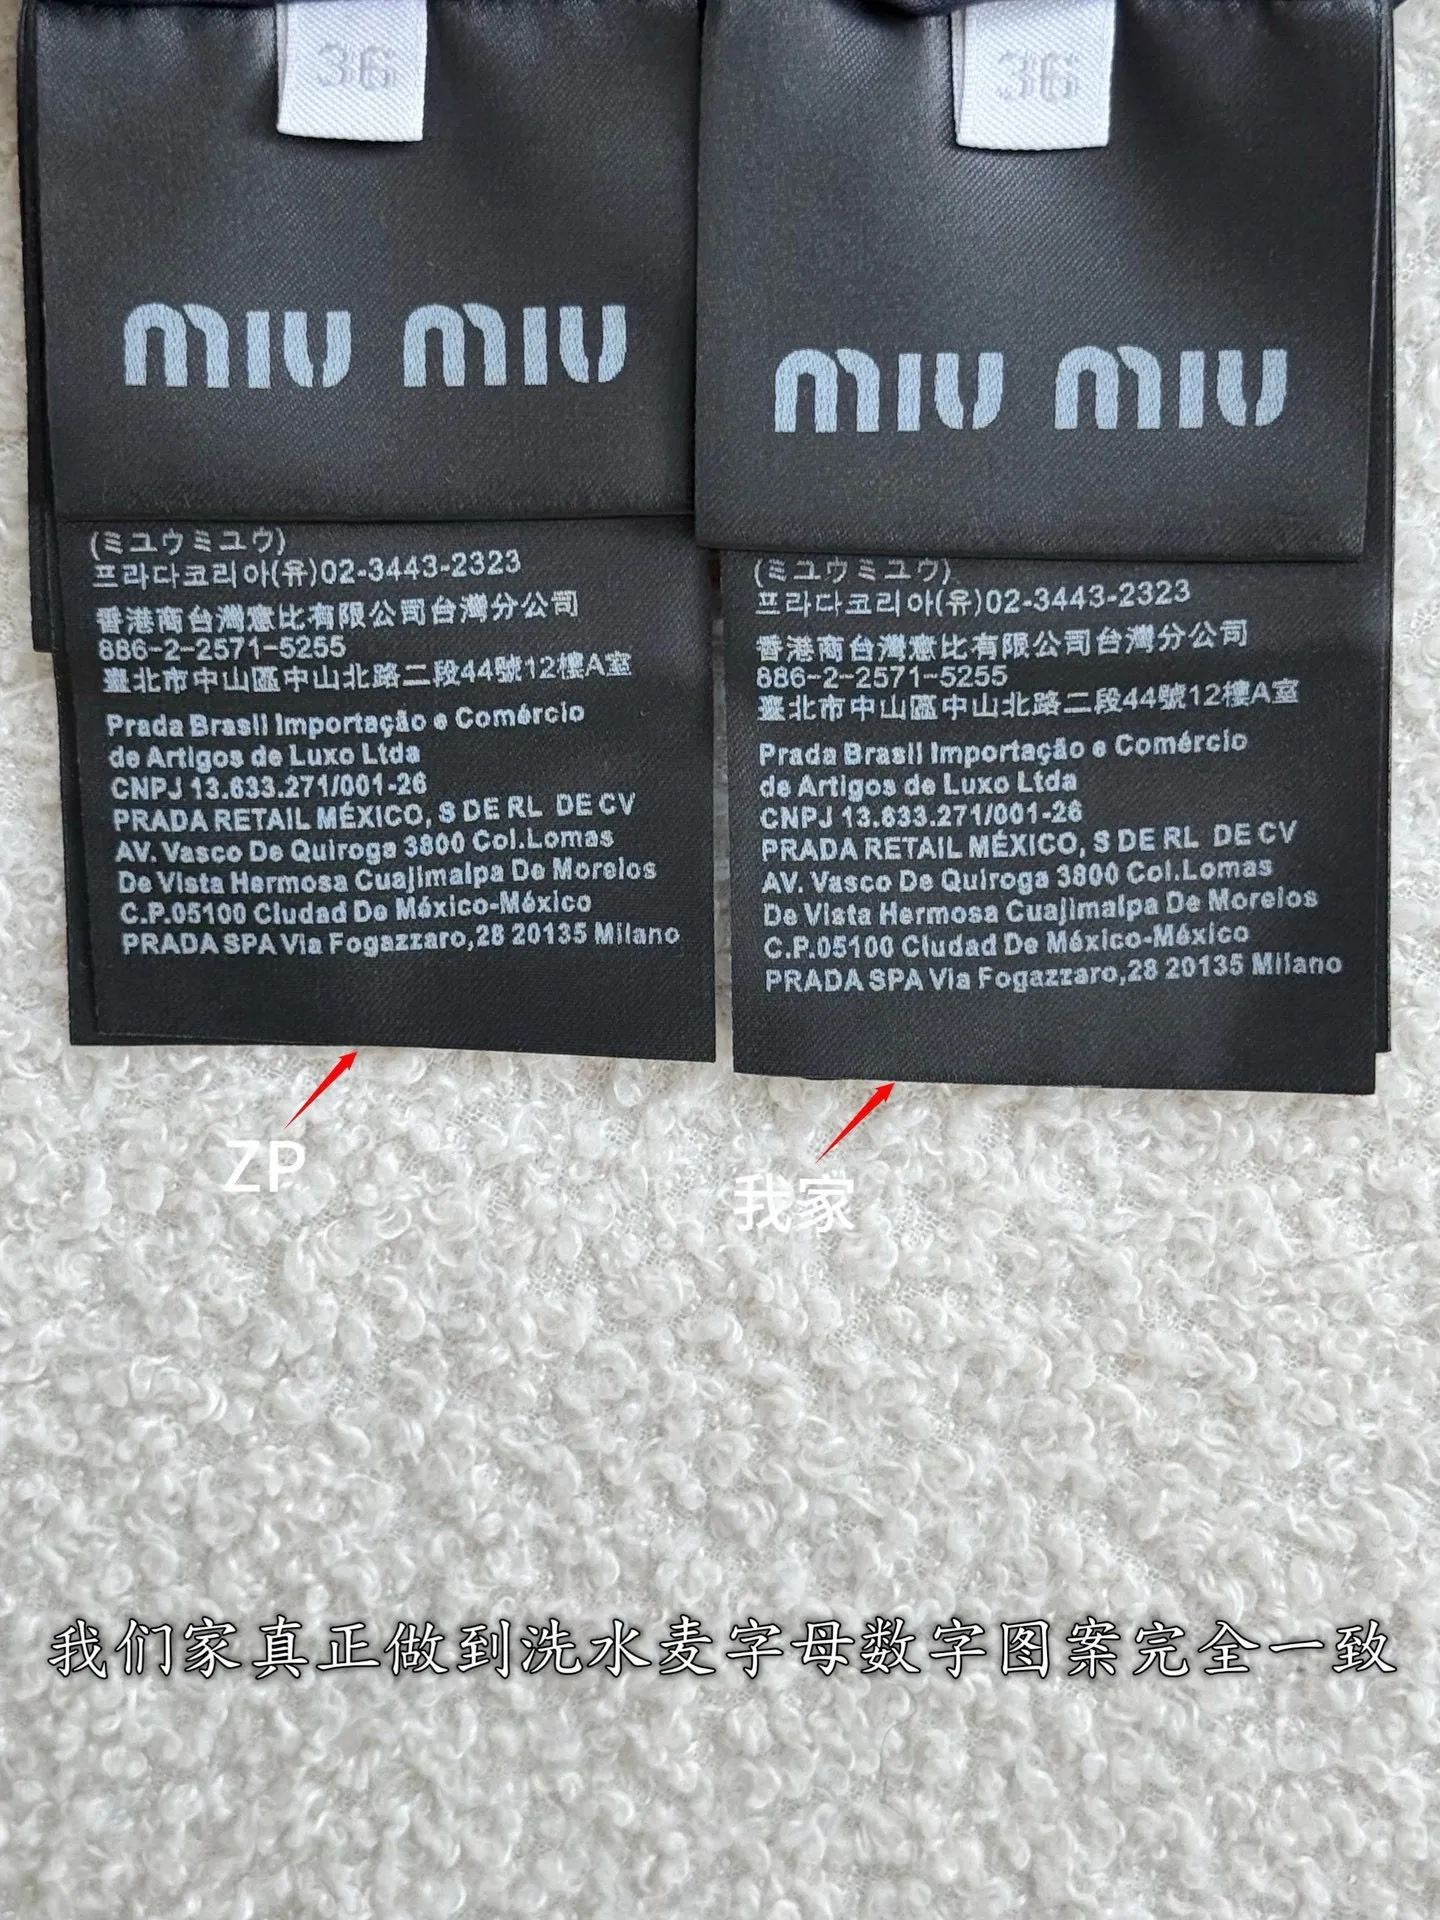 36
MIU MIU
(ミュウミュウ)
프라다코리아(유)02-3443-2323
香港商台灣意比有限公司台灣分公司
886-2-2571-5255
臺北市中山區中山北路二段44號12樓A室
Prada Brasil Importação e Comércio
de Artigos de Luxo Ltda
CNPJ 13.633.271/001-26
PRADA RETAIL MÉXICO, S DE RL DE CV
AV. Vasco De Quiroga 3800 Col.Lomas
De Vista Hermosa Cuajimalpa De Morelos
C.P.05100 Ciudad De México-México
PRADA SPA Via Fogazzaro,28 20135 Milano
ZP
36
MIU MIU
(ミュウミュウ)
프라다코리아(유)02-3443-2323
香港商台灣意比有限公司台灣分公司
886-2-2571-5255
臺北市中山區中山北路二段44號12樓A室
Prada Brasil Importação e Comércio
de Artigos de Luxo Ltda
CNPJ 13.633.271/001-26
PRADA RETAIL MÉXICO, S DE RL DE CV
AV. Vasco De Quiroga 3800 Col.Lomas
De Vista Hermosa Cuajimalpa De Morelos
C.P.05100 Ciudad De México-México
PRADA SPA Via Fogazzaro,28 20135 Milano
我家
我们家真正做到洗水麦字母数字图案完全一致